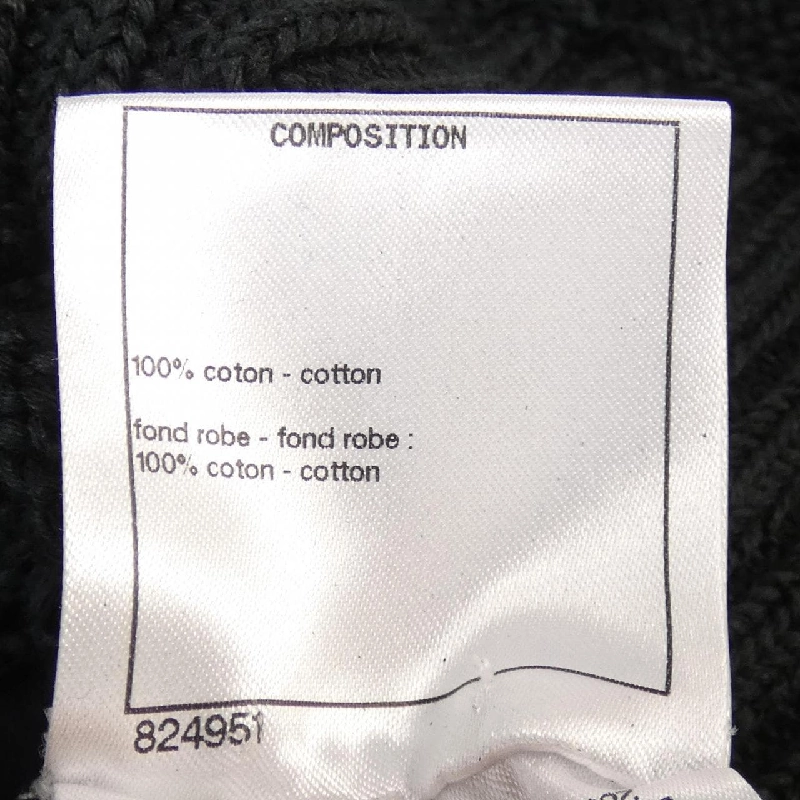 COMPOSITION
100% coton - cotton
fond robe - fond robe :
100% coton - cotton
824951